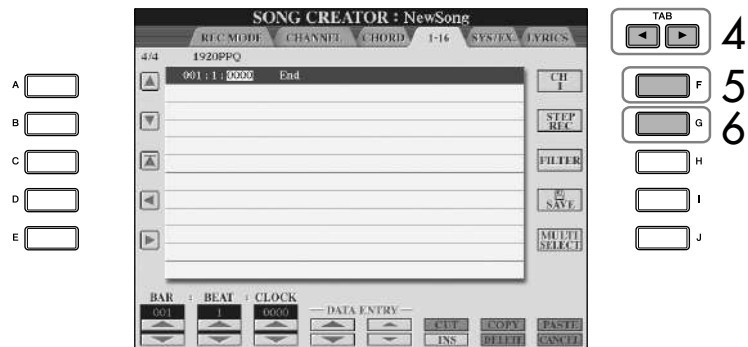 SONG CREATOR : NewSong
REC MODE CHANNEL CHORD 1-16 SYS/EX. LYRICS
TAB
4
4/4 1920PPQ
001 : 1 : 0000 End
A
B
C
D
E
CH 1
STEP REC
FILTER
SAVE
MULTI SELECT
F
5
G
6
H
I
J
BAR : BEAT : CLOCK
001 1 0000
DATA ENTRY
CUT COPY PASTE
INS DELETE CANCEL